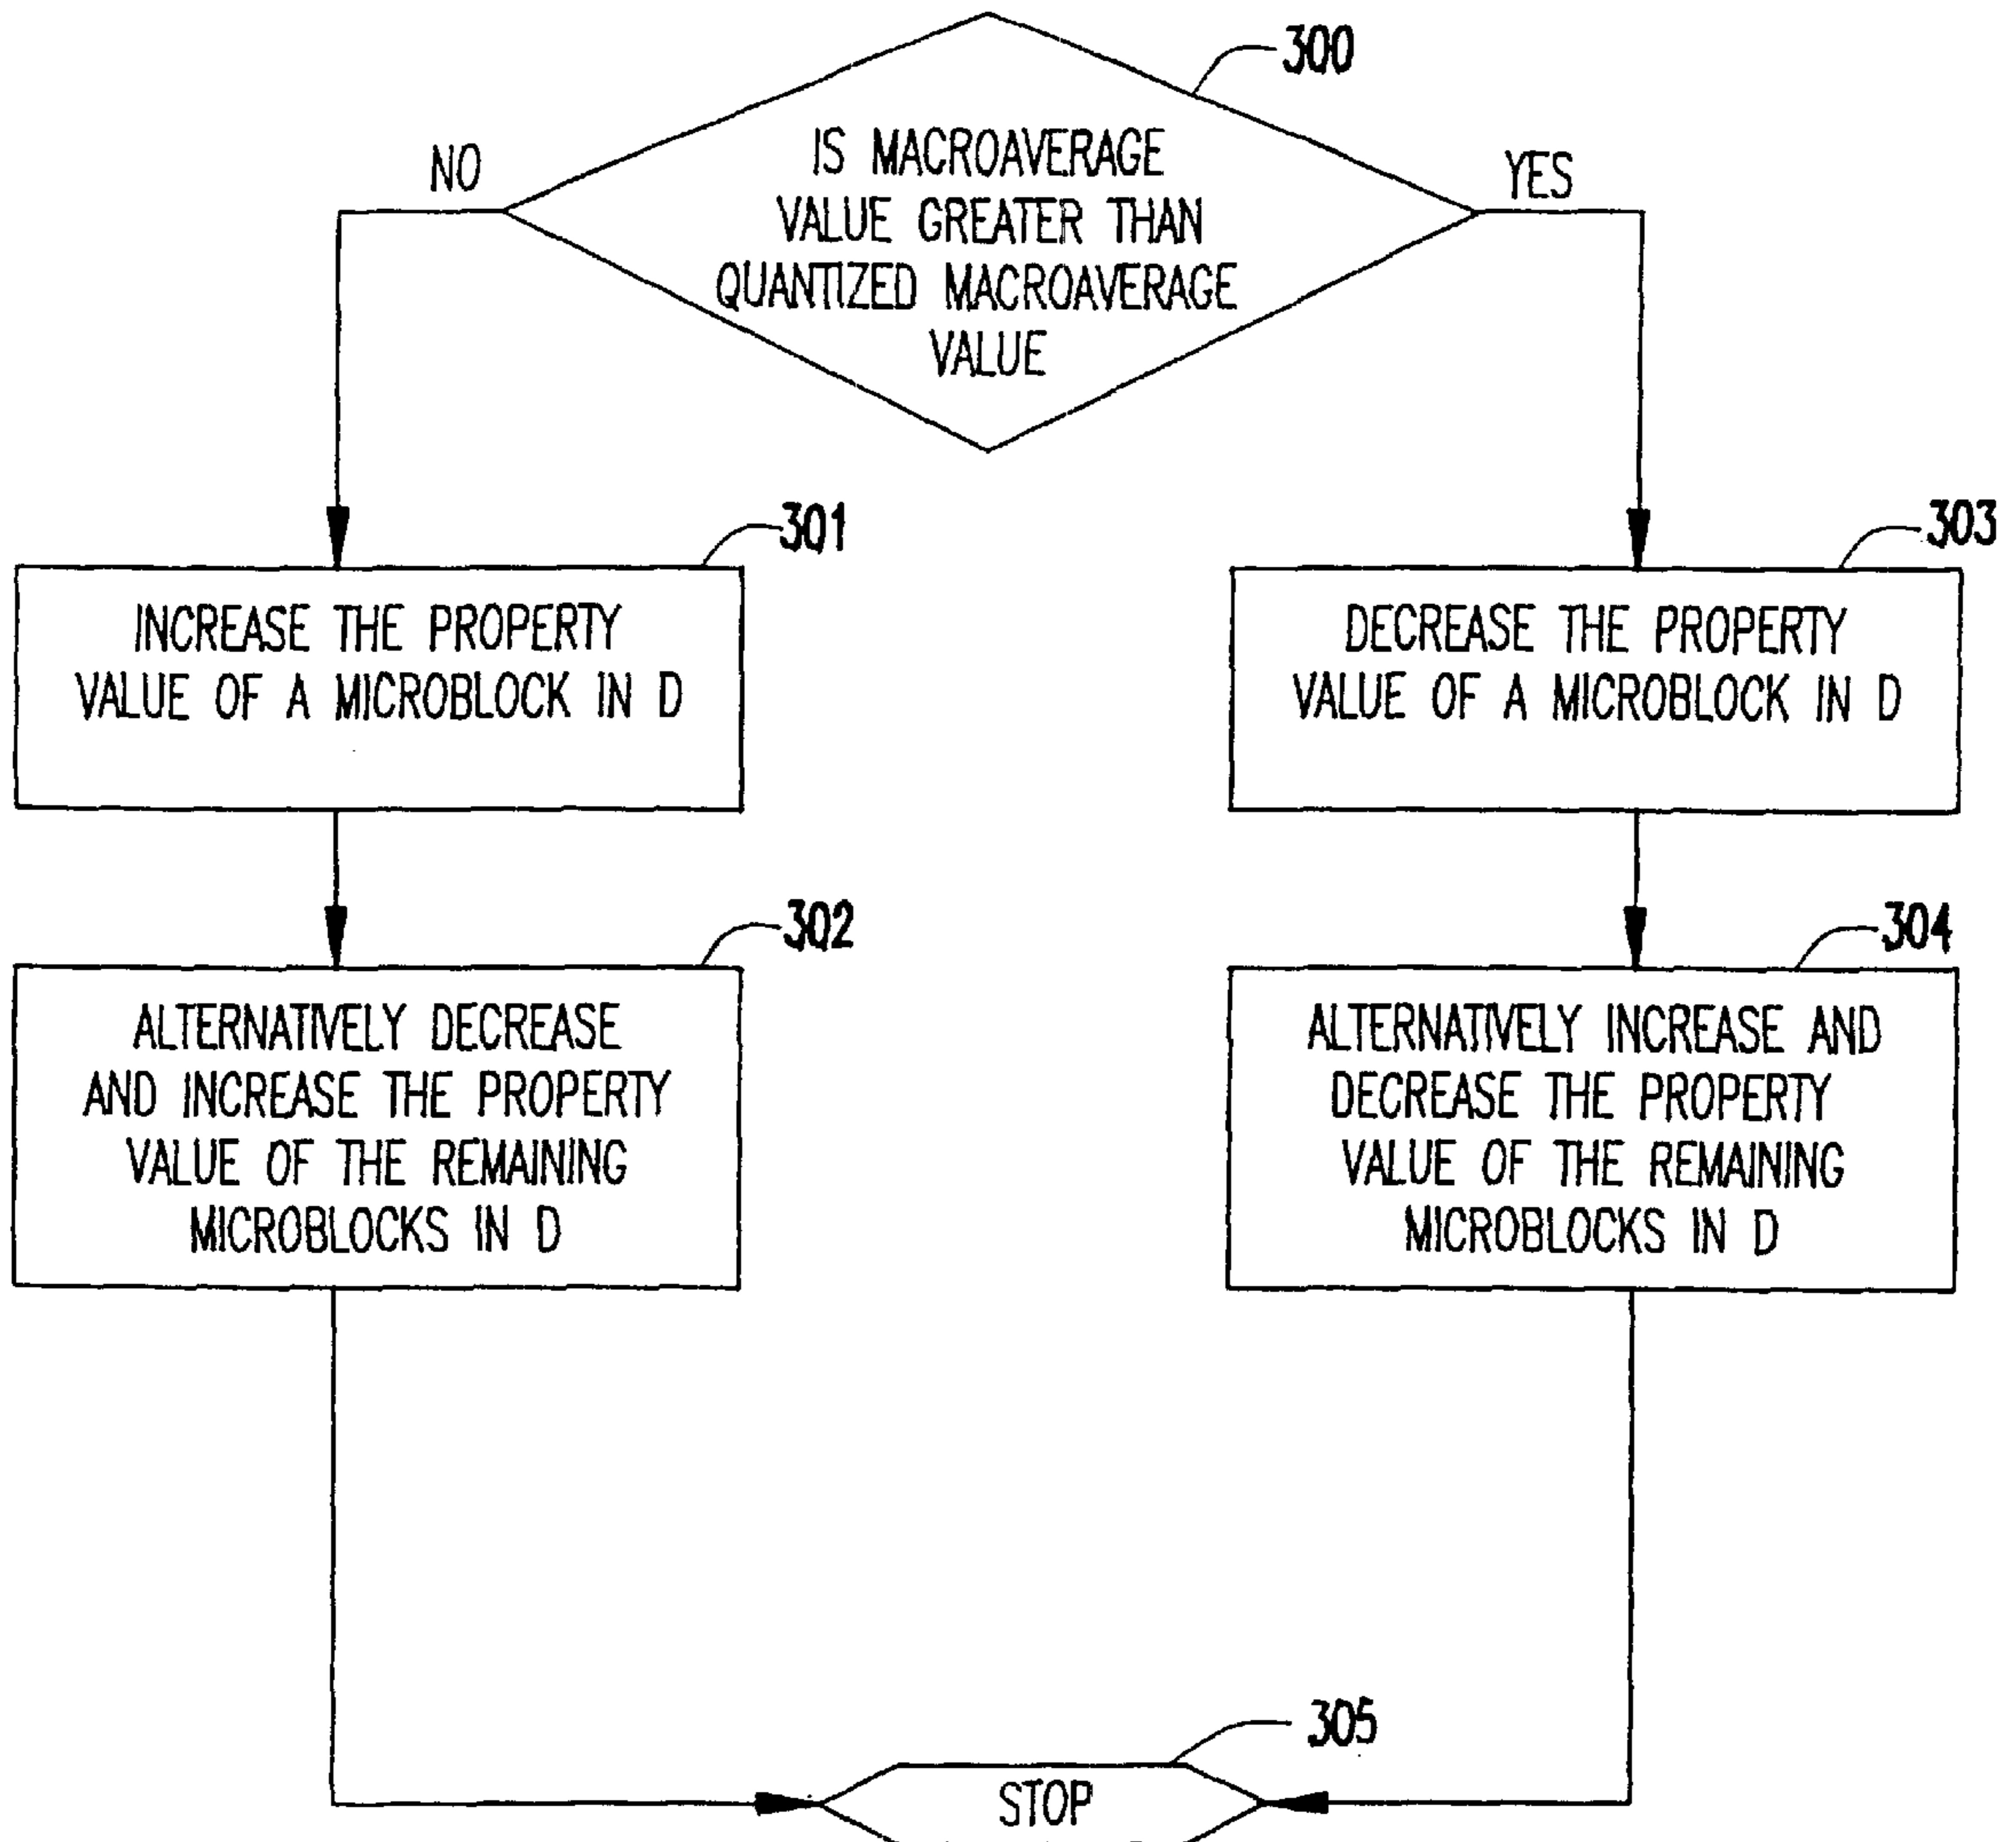 300
IS MACROAVERAGE
VALUE GREATER THAN
QUANTIZED MACROAVERAGE
VALUE
NO
YES
301
INCREASE THE PROPERTY
VALUE OF A MICROBLOCK IN D
303
DECREASE THE PROPERTY
VALUE OF A MICROBLOCK IN D
302
ALTERNATIVELY DECREASE
AND INCREASE THE PROPERTY
VALUE OF THE REMAINING
MICROBLOCKS IN D
304
ALTERNATIVELY INCREASE AND
DECREASE THE PROPERTY
VALUE OF THE REMAINING
MICROBLOCKS IN D
305
STOP